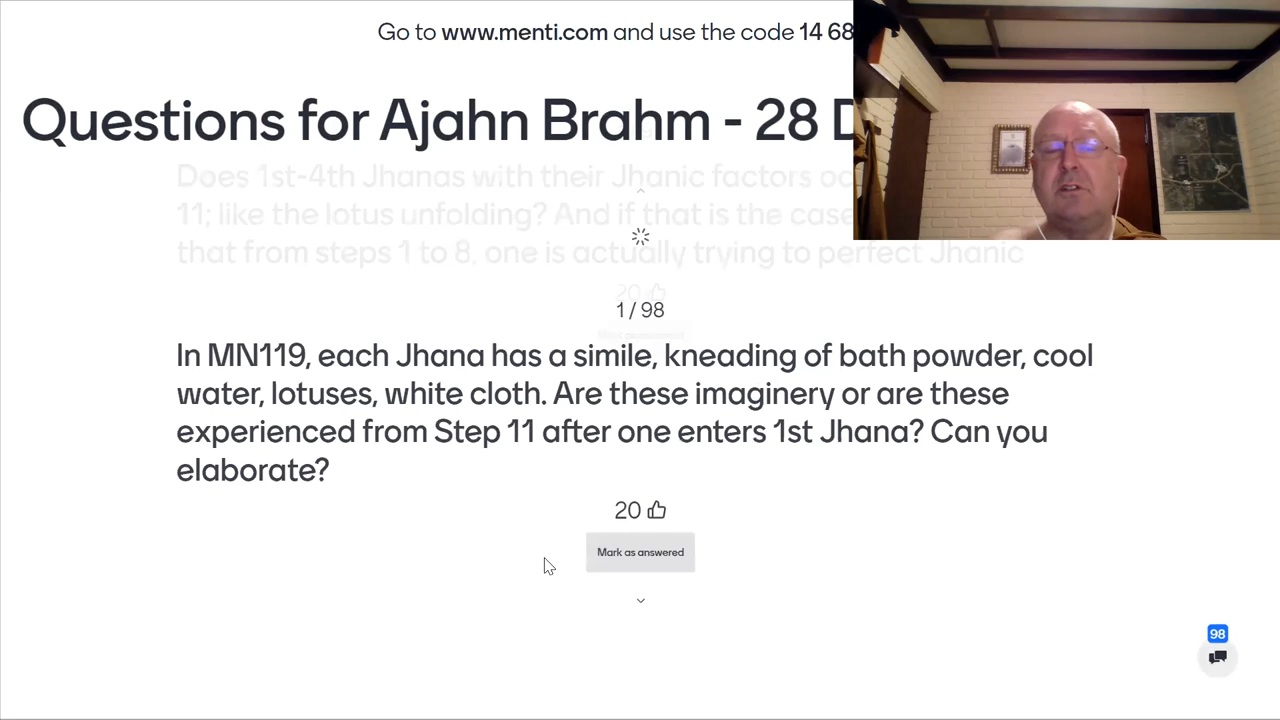 Go to www.menti.com and use the code 14 68
Questions for Ajahn Brahm - 28 D
Does 1st-4th Jhanas with their Jhanic factors oc
11; like the lotus unfolding? And if that is the case
that from steps 1 to 8, one is actually trying to perfect Jhanic
20
1 / 98
In MN119, each Jhana has a simile, kneading of bath powder, cool
water, lotuses, white cloth. Are these imaginery or are these
experienced from Step 11 after one enters 1st Jhana? Can you
elaborate?
20
Mark as answered
98